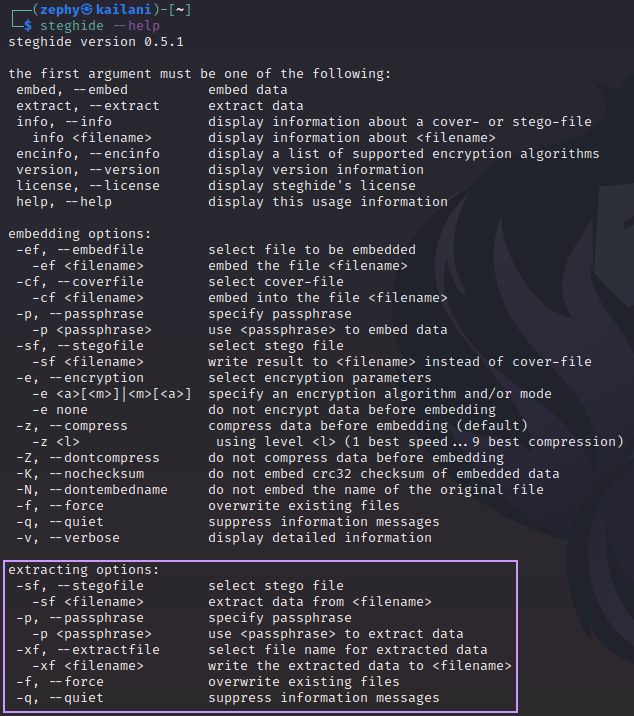 (zephy㉿kailani)-[~]
$ steghide --help
steghide version 0.5.1
the first argument must be one of the following:
embed, --embed          embed data
extract, --extract      extract data
info, --info            display information about a cover- or stego-file
info <filename>       display information about <filename>
encinfo, --encinfo      display a list of supported encryption algorithms
version, --version      display version information
license, --license      display steghide's license
help, --help            display this usage information
embedding options:
-ef, --embedfile        select file to be embedded
-ef <filename>        embed the file <filename>
-cf, --coverfile        select cover-file
-cf <filename>        embed into the file <filename>
-p, --passphrase        specify passphrase
-p <passphrase>       use <passphrase> to embed data
-sf, --stegofile        select stego file
-sf <filename>        write result to <filename> instead of cover-file
-e, --encryption        select encryption parameters
-e <a>[<m>]|<m>[<a>]  specify an encryption algorithm and/or mode
-e none               do not encrypt data before embedding
-z, --compress          compress data before embedding (default)
-z <l>                 using level <l> (1 best speed...9 best compression)
-Z, --dontcompress      do not compress data before embedding
-K, --nochecksum        do not embed crc32 checksum of embedded data
-N, --dontembedname     do not embed the name of the original file
-f, --force             overwrite existing files
-q, --quiet             suppress information messages
-v, --verbose           display detailed information
extracting options:
-sf, --stegofile        select stego file
-sf <filename>        extract data from <filename>
-p, --passphrase        specify passphrase
-p <passphrase>       use <passphrase> to extract data
-xf, --extractfile      select file name for extracted data
-xf <filename>        write the extracted data to <filename>
-f, --force             overwrite existing files
-q, --quiet             suppress information messages